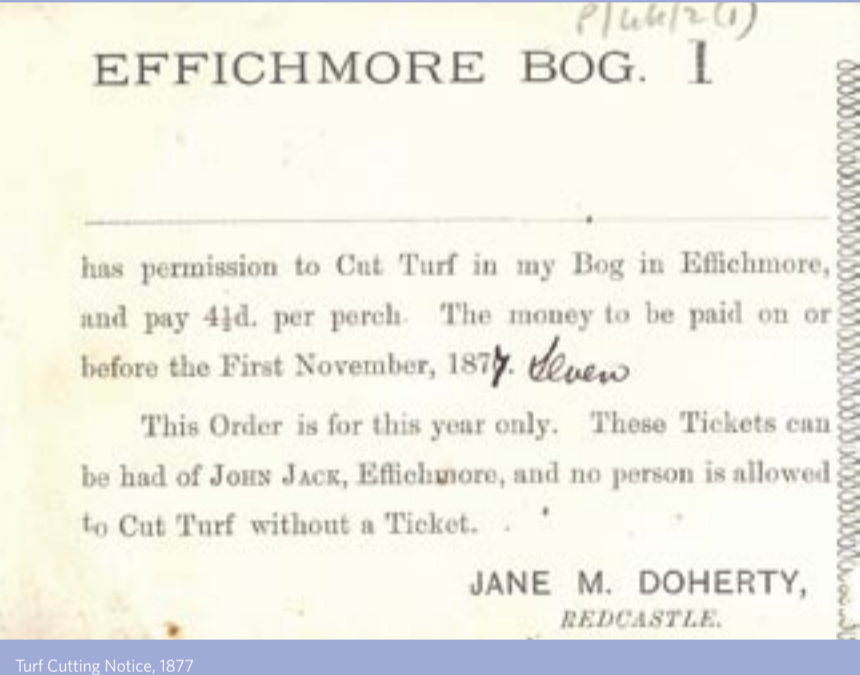 P/44/2(1)
EFFICHMORE BOG. 1
has permission to Cut Turf in my Bog in Effichmore,
and pay 4½d. per perch. The money to be paid on or
before the First November, 1877. Seven
This Order is for this year only. These Tickets can
be had of JOHN JACK, Effichmore, and no person is allowed
to Cut Turf without a Ticket.
JANE M. DOHERTY,
REDCASTLE.
Turf Cutting Notice, 1877